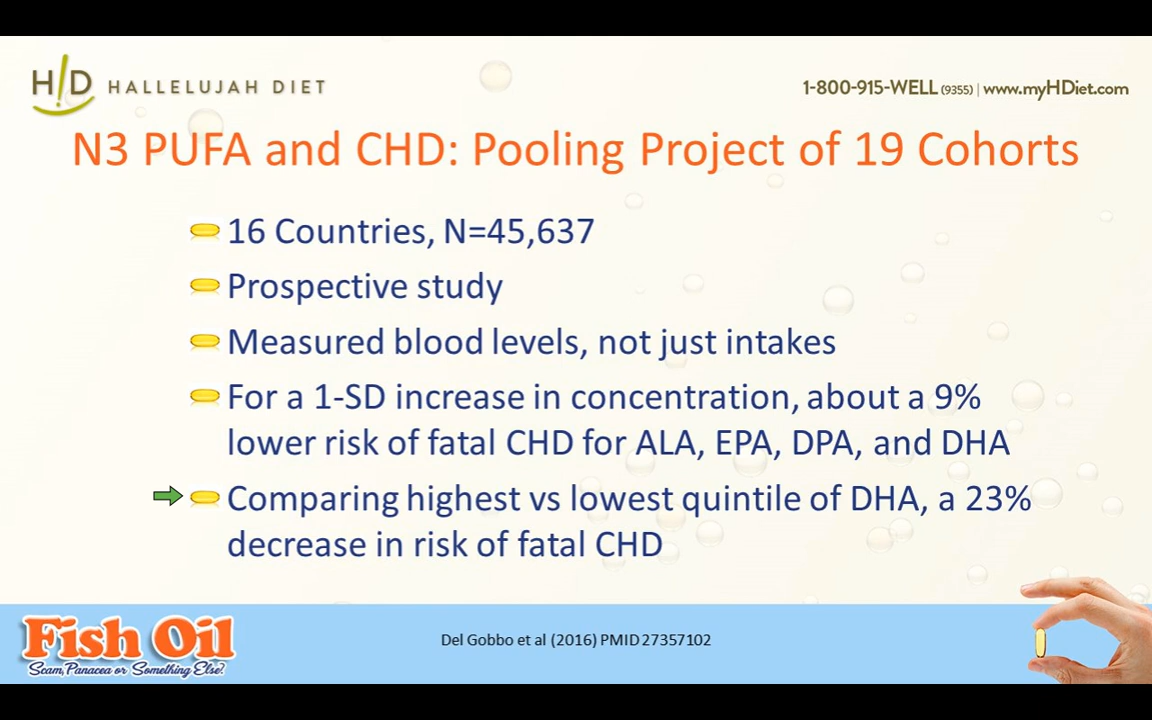 H!D HALLELUJAH DIET
1-800-915-WELL (9355) | www.myHDiet.com
N3 PUFA and CHD: Pooling Project of 19 Cohorts
16 Countries, N=45,637
Prospective study
Measured blood levels, not just intakes
For a 1-SD increase in concentration, about a 9%
lower risk of fatal CHD for ALA, EPA, DPA, and DHA
Comparing highest vs lowest quintile of DHA, a 23%
decrease in risk of fatal CHD
Fish Oil
Scam, Panacea or Something Else?
Del Gobbo et al (2016) PMID 27357102